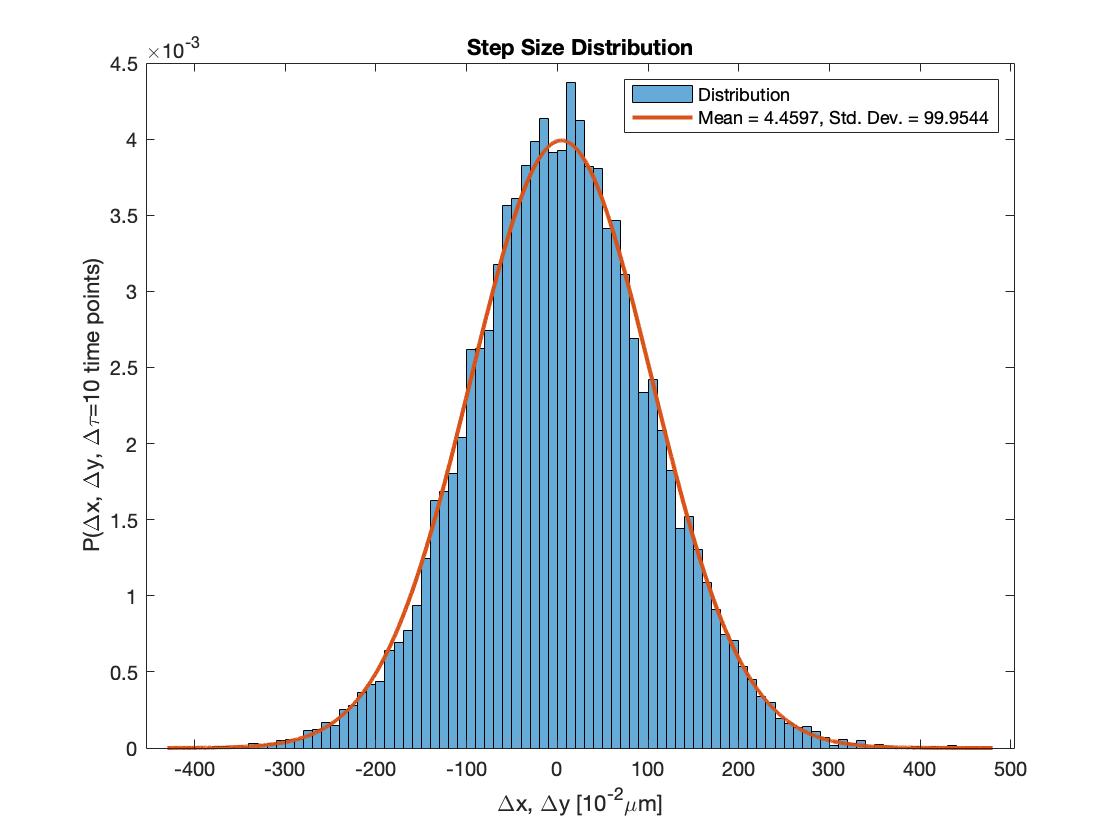 Step Size Distribution
×10⁻³
Distribution
Mean = 4.4597, Std. Dev. = 99.9544
4.5
4
3.5
3
2.5
2
1.5
1
0.5
0
P(Δx, Δy, Δτ=10 time points)
-400 -300 -200 -100 0 100 200 300 400 500
Δx, Δy [10⁻²μm]